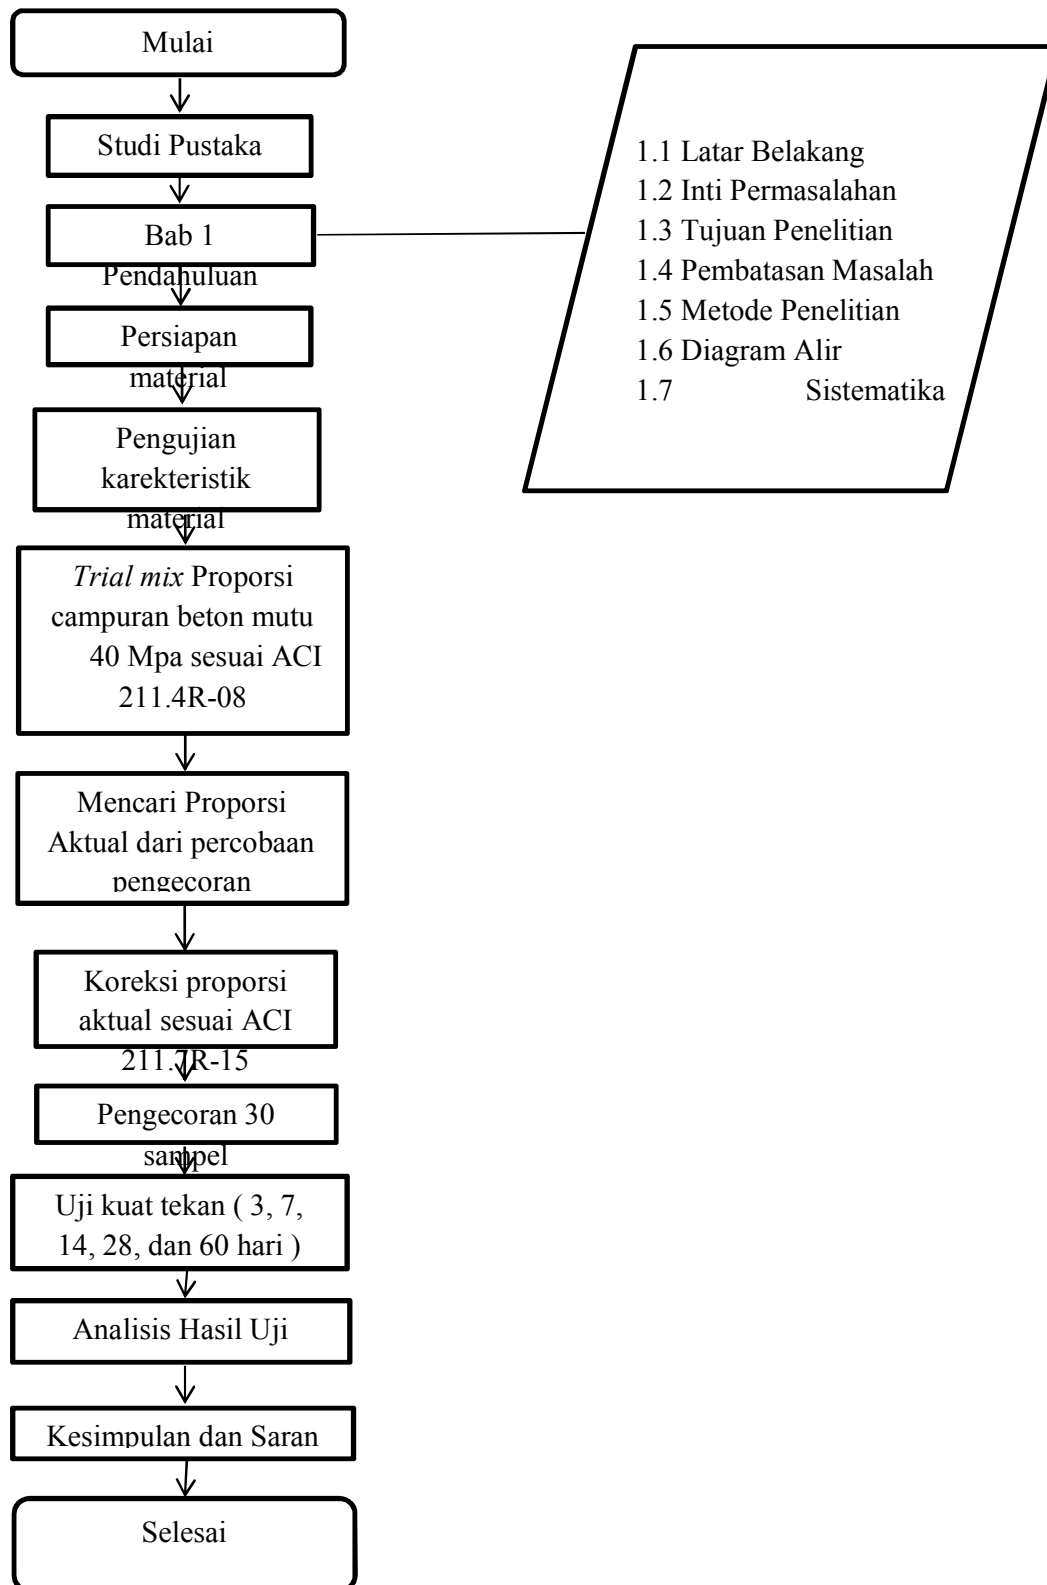 Mulai
Studi Pustaka
Bab 1
Pendahuluan
Persiapan
material
Pengujian
karekteristik
material
Trial mix Proporsi
campuran beton mutu
40 Mpa sesuai ACI
211.4R-08
Mencari Proporsi
Aktual dari percobaan
pengecoran
Koreksi proporsi
aktual sesuai ACI
211.7R-15
Pengecoran 30
sampel
Uji kuat tekan ( 3, 7,
14, 28, dan 60 hari )
Analisis Hasil Uji
Kesimpulan dan Saran
Selesai
1.1 Latar Belakang
1.2 Inti Permasalahan
1.3 Tujuan Penelitian
1.4 Pembatasan Masalah
1.5 Metode Penelitian
1.6 Diagram Alir
1.7 Sistematika